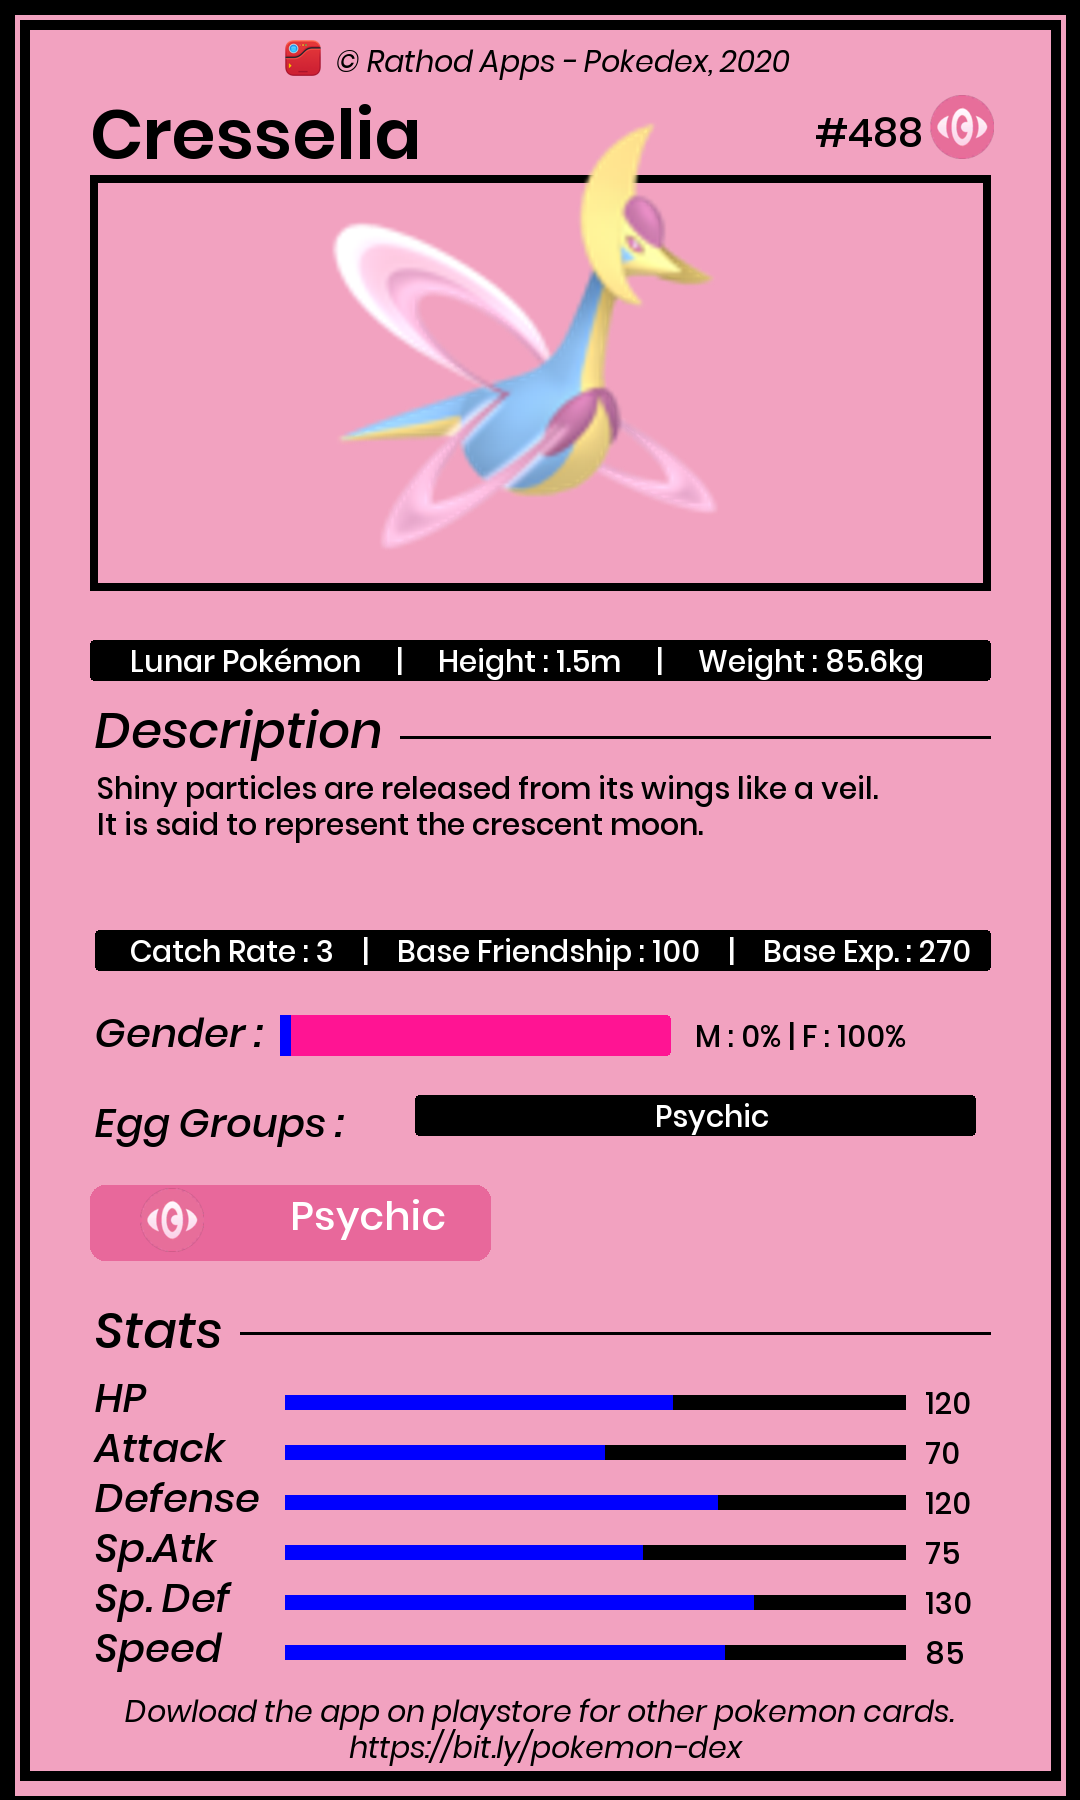 © Rathod Apps - Pokedex, 2020
Cresselia #488
Lunar Pokémon | Height : 1.5m | Weight : 85.6kg
Description
Shiny particles are released from its wings like a veil.
It is said to represent the crescent moon.
Catch Rate : 3 | Base Friendship : 100 | Base Exp. : 270
Gender : M : 0% | F : 100%
Egg Groups : Psychic
Psychic
Stats
HP 120
Attack 70
Defense 120
Sp.Atk 75
Sp. Def 130
Speed 85
Dowload the app on playstore for other pokemon cards.
https://bit.ly/pokemon-dex